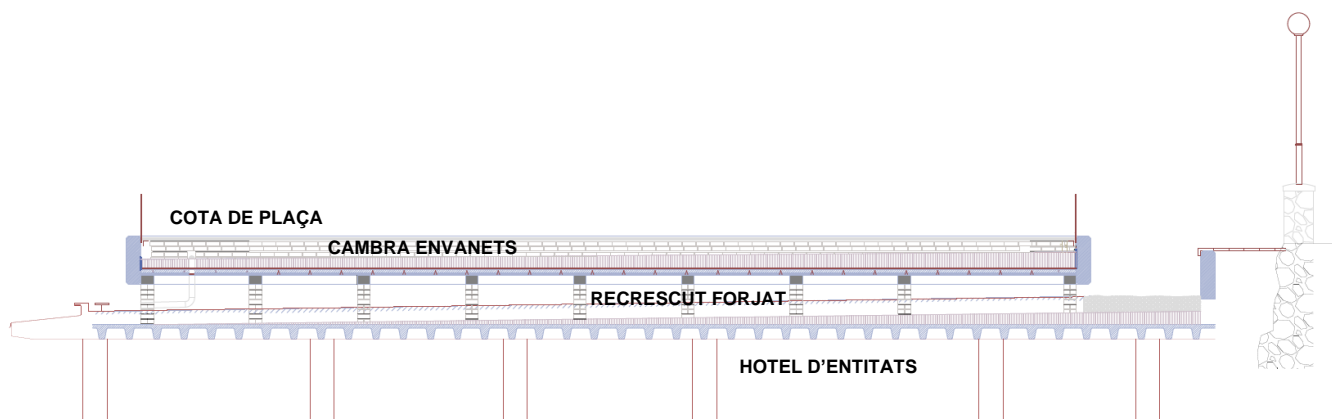 COTA DE PLAÇA
CAMBRA ENVANETS
RECRESCUT FORJAT
HOTEL D'ENTITATS